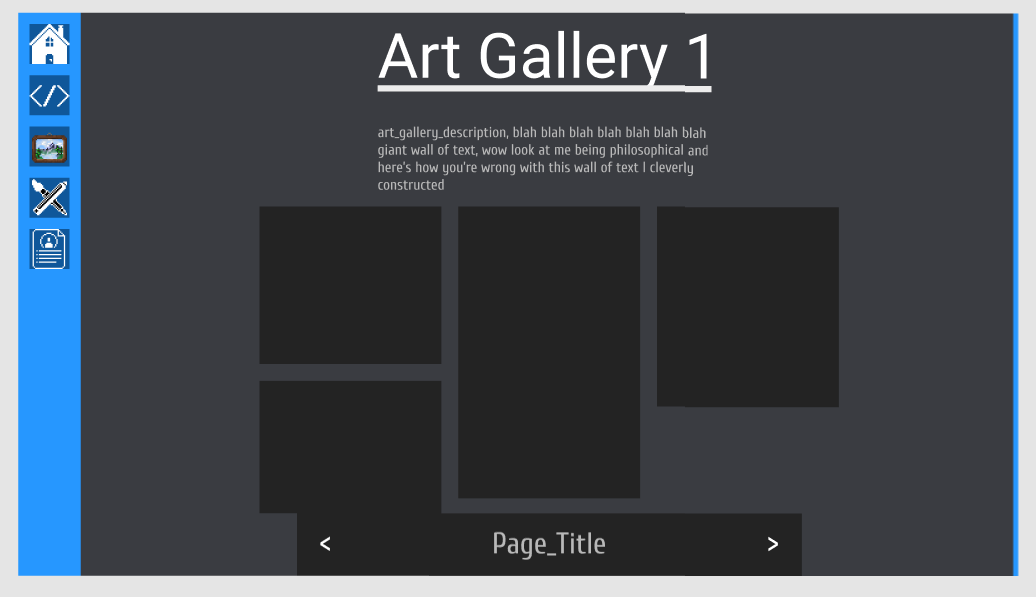 Art Gallery 1
art_gallery_description, blah blah blah blah blah blah blah
giant wall of text, wow look at me being philosophical and
here's how you're wrong with this wall of text I cleverly
constructed
< Page_Title >